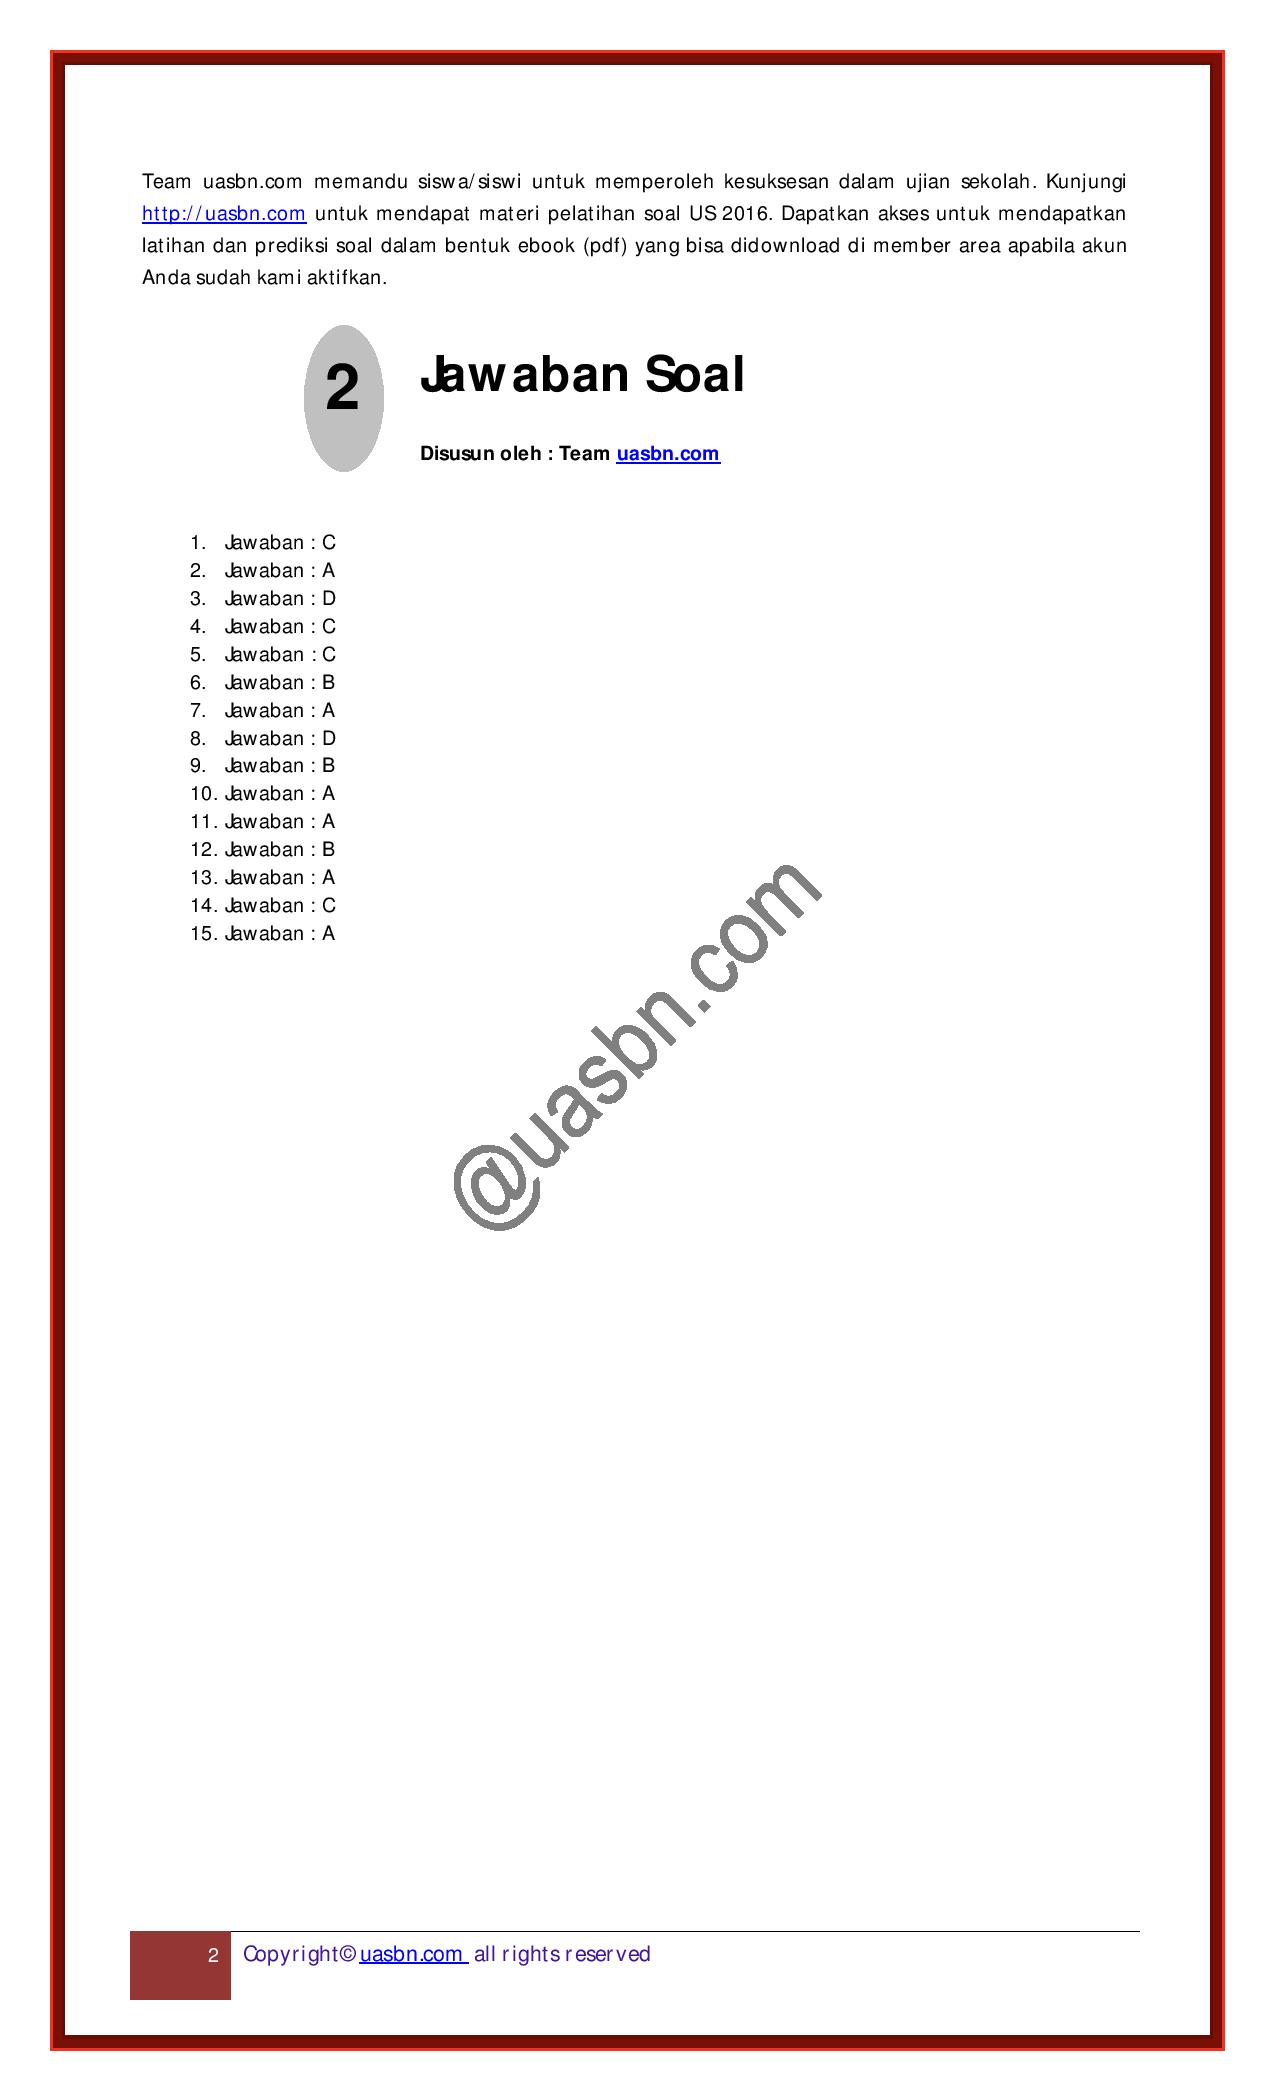 Team uasbn.com memandu siswa/siswi untuk memperoleh kesuksesan dalam ujian sekolah. Kunjungi
http://uasbn.com untuk mendapat materi pelatihan soal US 2016. Dapatkan akses untuk mendapatkan
latihan dan prediksi soal dalam bentuk ebook (pdf) yang bisa didownload di member area apabila akun
Anda sudah kami aktifkan.
2
Jawaban Soal
Disusun oleh : Team uasbn.com
1. Jawaban : C
2. Jawaban : A
3. Jawaban : D
4. Jawaban : C
5. Jawaban : C
6. Jawaban : B
7. Jawaban : A
8. Jawaban : D
9. Jawaban : B
10. Jawaban : A
11. Jawaban : A
12. Jawaban : B
13. Jawaban : A
14. Jawaban : C
15. Jawaban : A
@uasbn.com
2 Copyright© uasbn.com all rights reserved